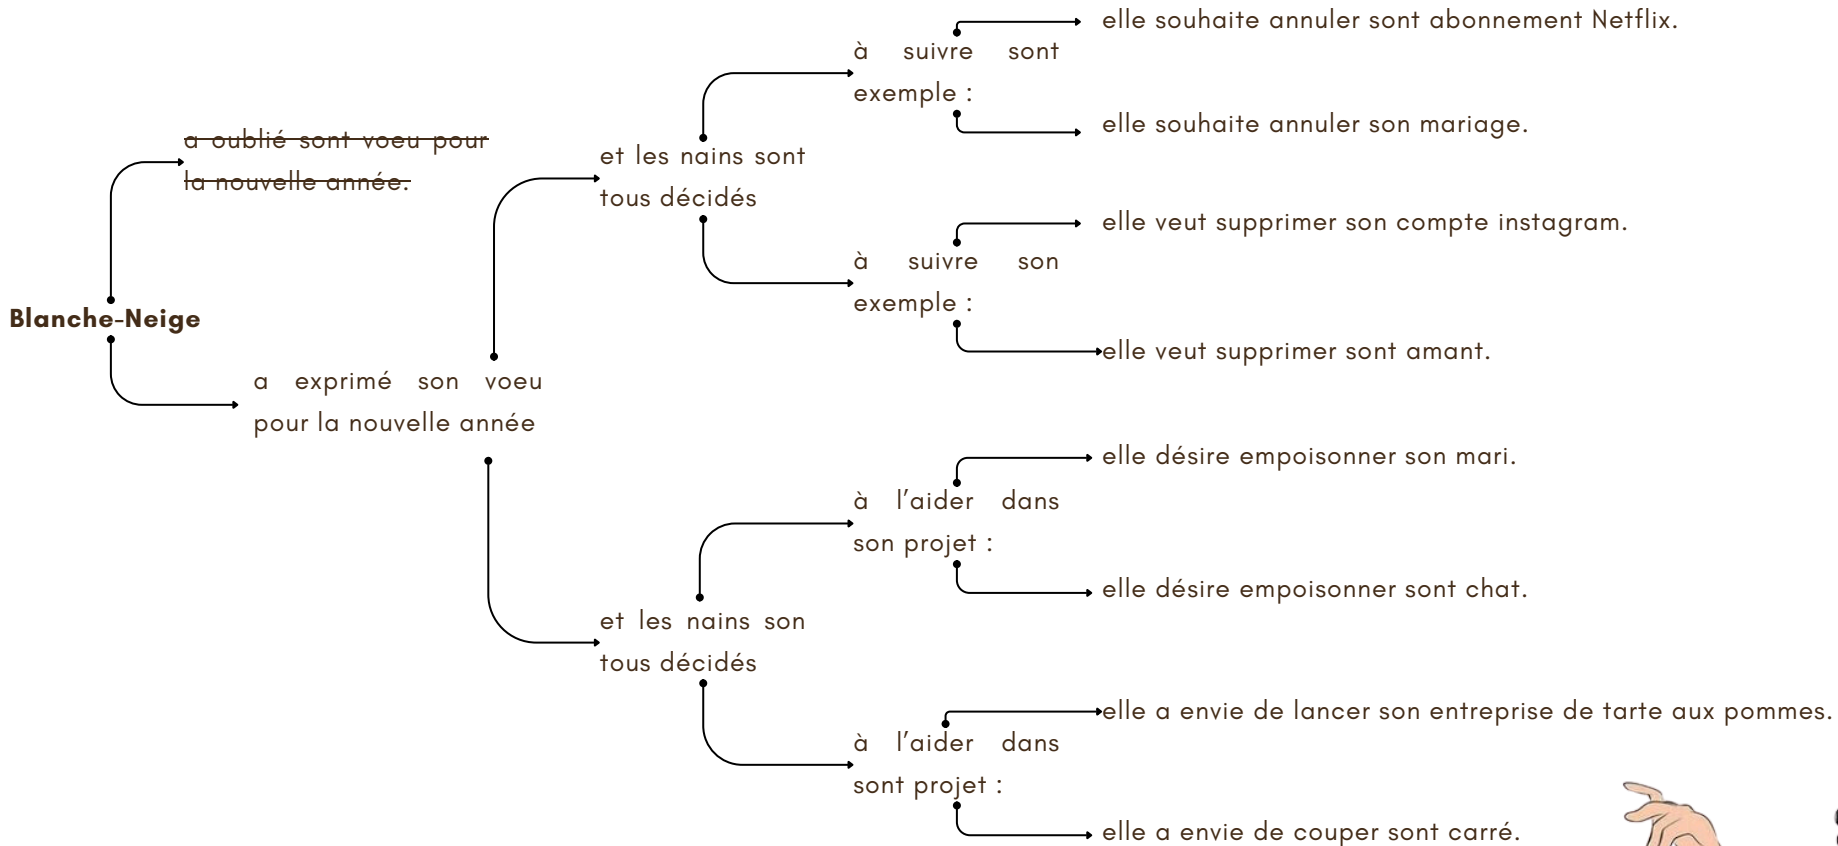 elle souhaite annuler sont abonnement Netflix.
à suivre sont
exemple :
elle souhaite annuler son mariage.
a oublié sont voeu pour
la nouvelle année.
et les nains sont
tous décidés
elle veut supprimer son compte instagram.
à suivre son
exemple :
elle veut supprimer sont amant.
Blanche-Neige
a exprimé son voeu
pour la nouvelle année
elle désire empoisonner son mari.
à l’aider dans
son projet :
elle désire empoisonner sont chat.
et les nains son
tous décidés
elle a envie de lancer son entreprise de tarte aux pommes.
à l’aider dans
sont projet :
elle a envie de couper sont carré.